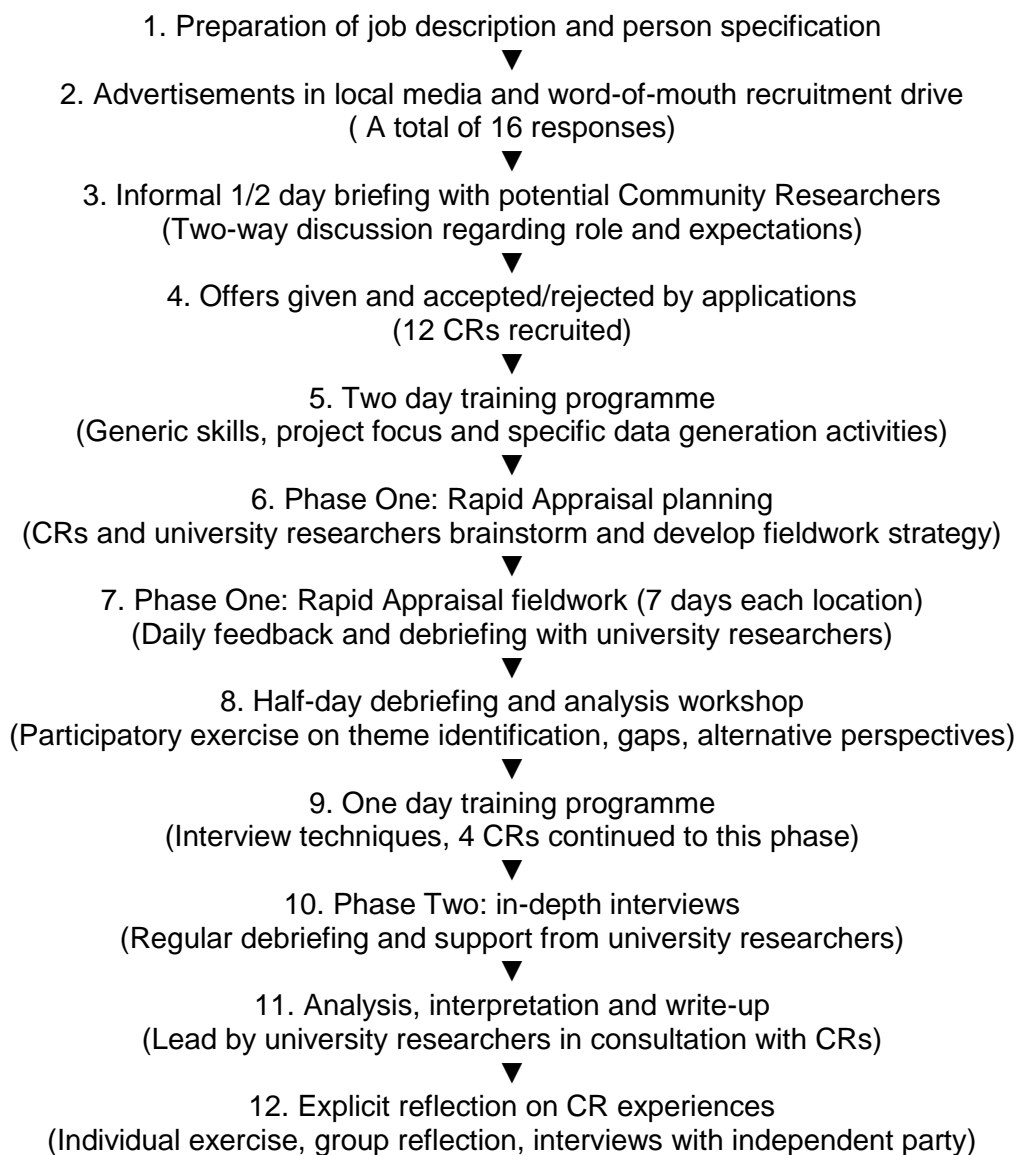 1. Preparation of job description and person specification
▼
2. Advertisements in local media and word-of-mouth recruitment drive
( A total of 16 responses)
▼
3. Informal 1/2 day briefing with potential Community Researchers
(Two-way discussion regarding role and expectations)
▼
4. Offers given and accepted/rejected by applications
(12 CRs recruited)
▼
5. Two day training programme
(Generic skills, project focus and specific data generation activities)
▼
6. Phase One: Rapid Appraisal planning
(CRs and university researchers brainstorm and develop fieldwork strategy)
▼
7. Phase One: Rapid Appraisal fieldwork (7 days each location)
(Daily feedback and debriefing with university researchers)
▼
8. Half-day debriefing and analysis workshop
(Participatory exercise on theme identification, gaps, alternative perspectives)
▼
9. One day training programme
(Interview techniques, 4 CRs continued to this phase)
▼
10. Phase Two: in-depth interviews
(Regular debriefing and support from university researchers)
▼
11. Analysis, interpretation and write-up
(Lead by university researchers in consultation with CRs)
▼
12. Explicit reflection on CR experiences
(Individual exercise, group reflection, interviews with independent party)